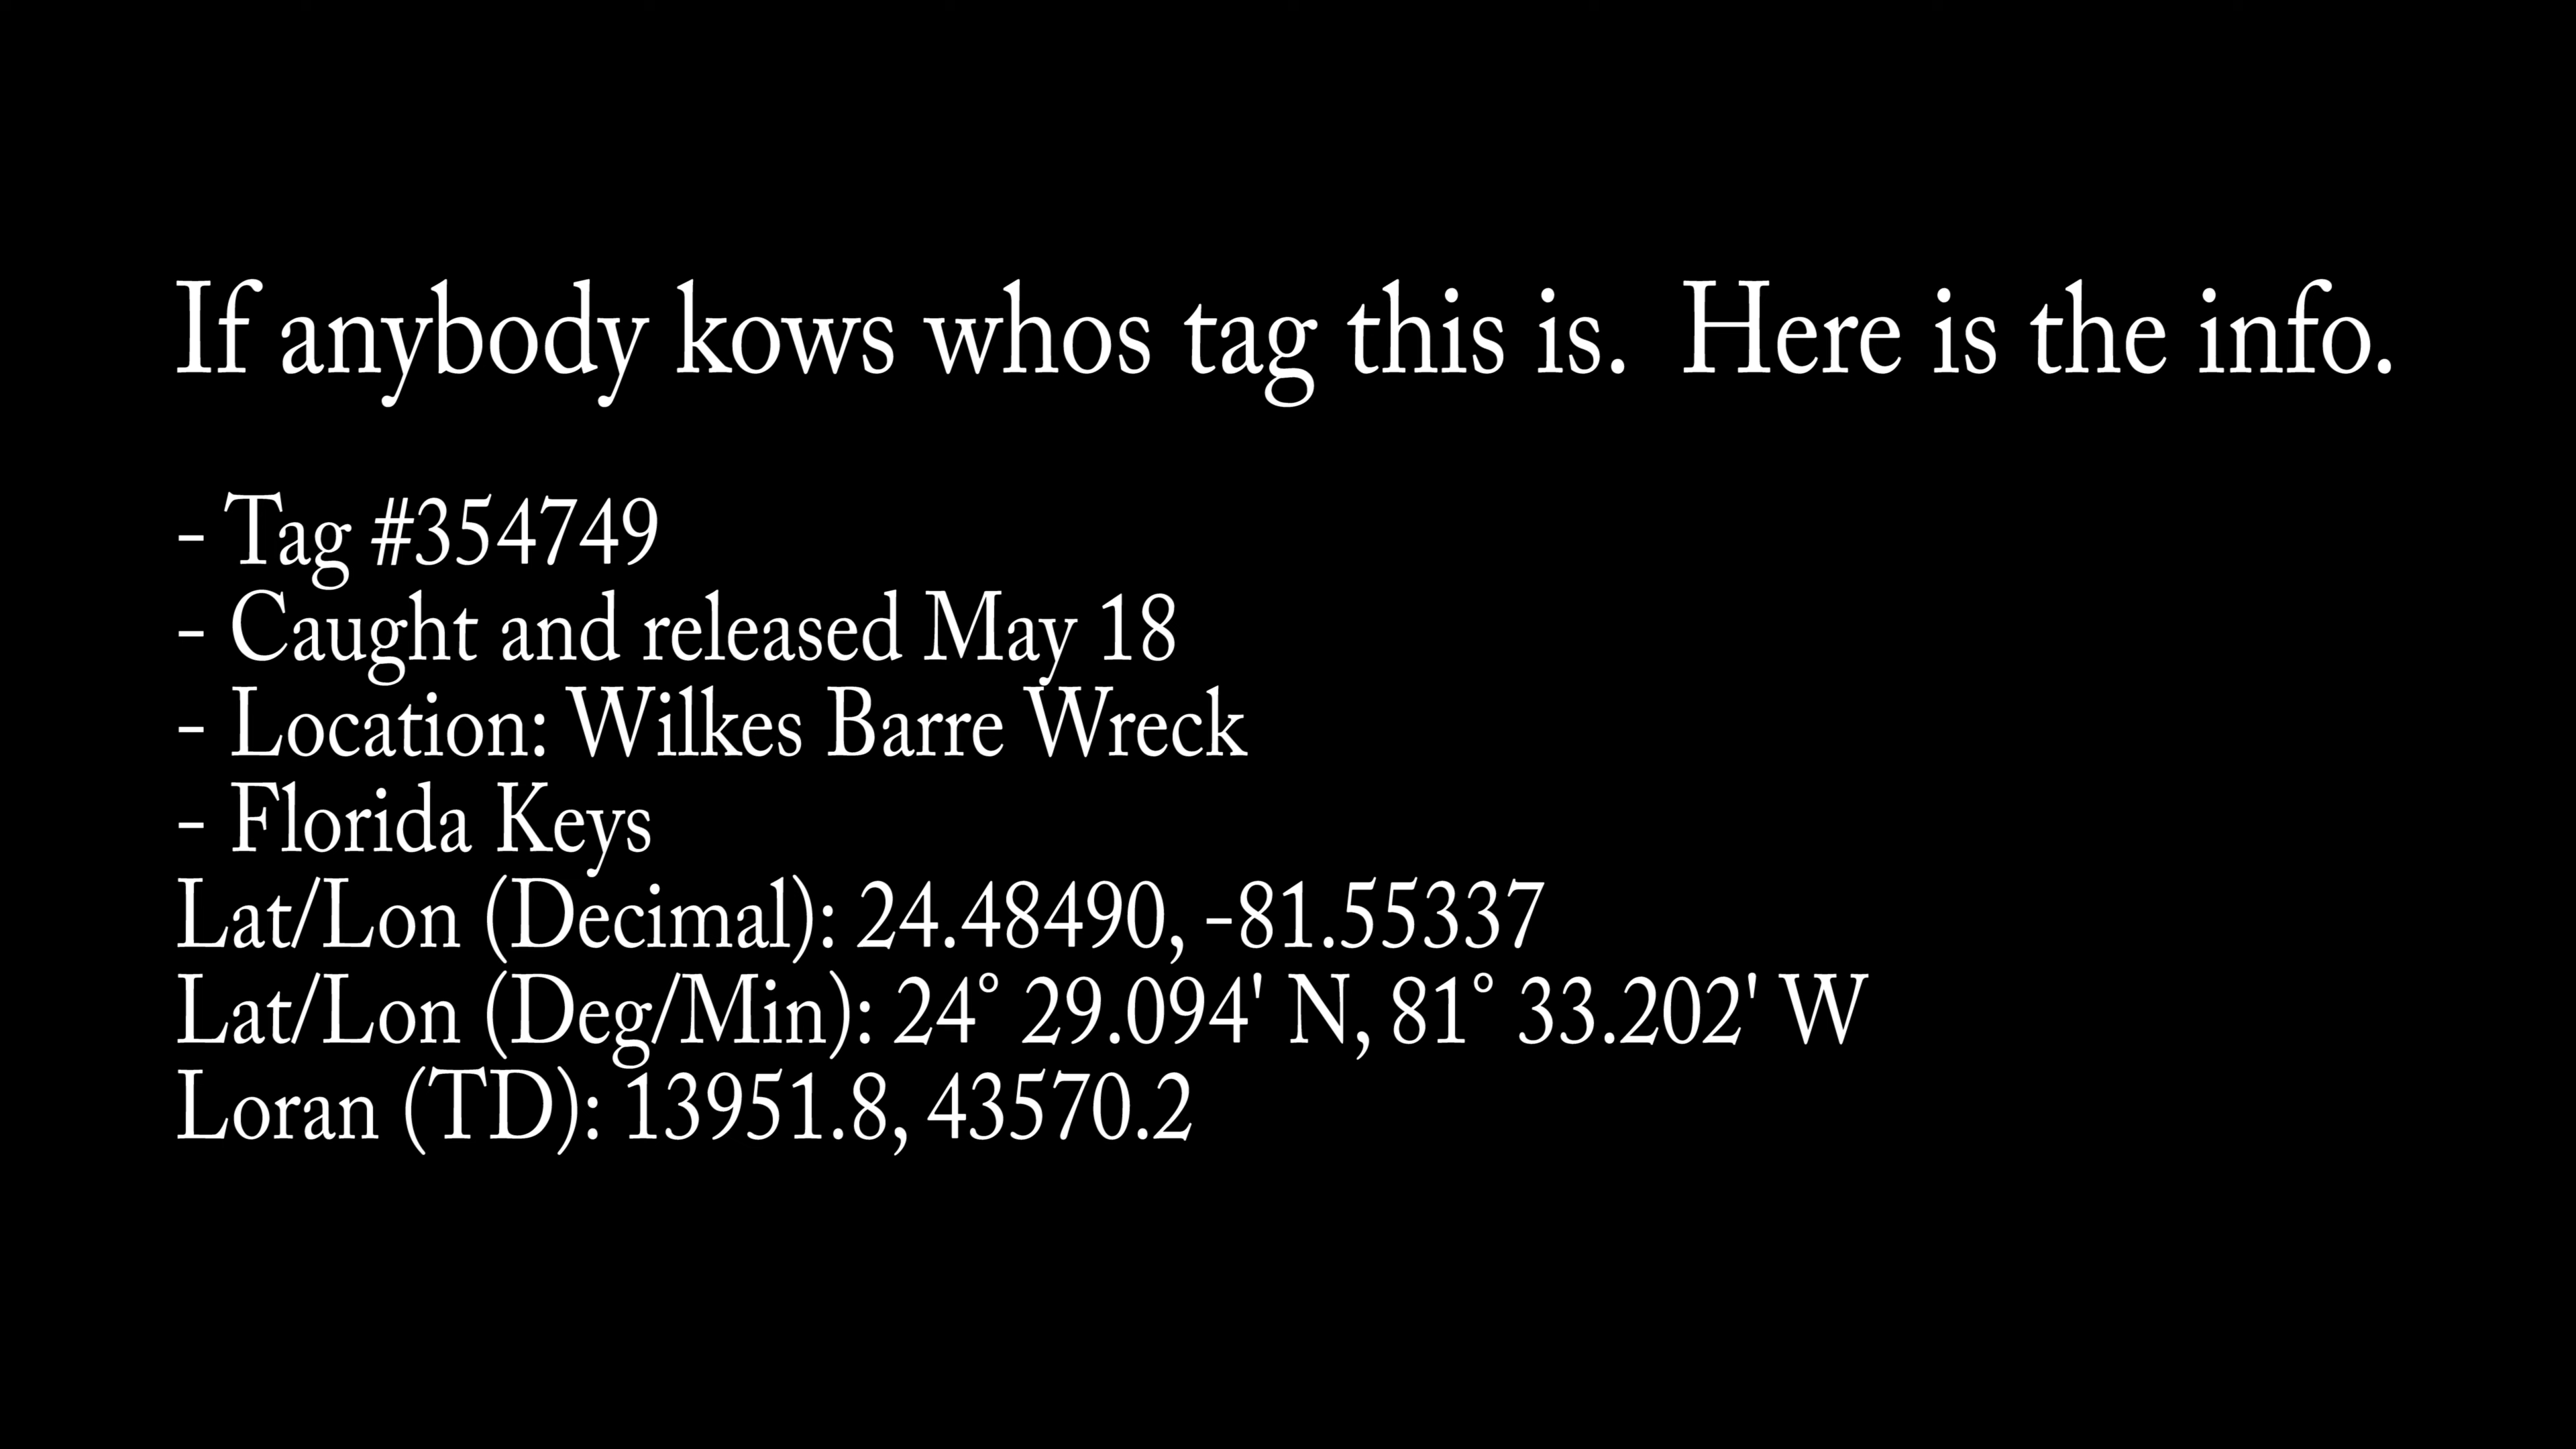 If anybody kows whos tag this is.  Here is the info.
- Tag #354749
- Caught and released May 18
- Location: Wilkes Barre Wreck
- Florida Keys
Lat/Lon (Decimal): 24.48490, -81.55337
Lat/Lon (Deg/Min): 24° 29.094' N, 81° 33.202' W
Loran (TD): 13951.8, 43570.2